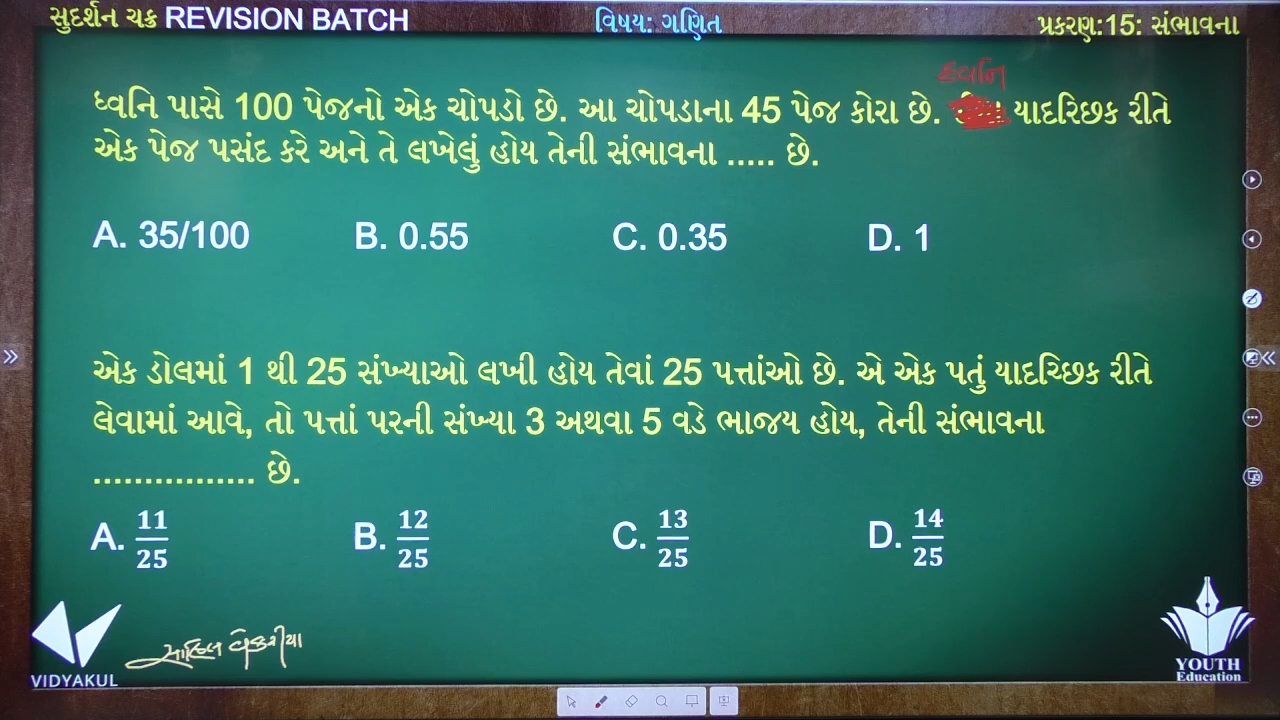 સુદર્શન ચક્ર REVISION BATCH
વિષય: ગણિત
પ્રકરણ:15: સંભાવના
ધ્વનિ
ધ્વનિ પાસે 100 પેજનો એક ચોપડો છે. આ ચોપડાના 45 પેજ કોરા છે. યાદરિછક રીતે
એક પેજ પસંદ કરે અને તે લખેલું હોય તેની સંભાવના ..... છે.
A. 35/100 B. 0.55 C. 0.35 D. 1
એક ડોલમાં 1 થી 25 સંખ્યાઓ લખી હોય તેવાં 25 પત્તાંઓ છે. એ એક પતું યાદચ્છિક રીતે
લેવામાં આવે, તો પત્તાં પરની સંખ્યા 3 અથવા 5 વડે ભાજય હોય, તેની સંભાવના
................ છે.
A. 11/25 B. 12/25 C. 13/25 D. 14/25
VIDYAKUL
YOUTH
Education